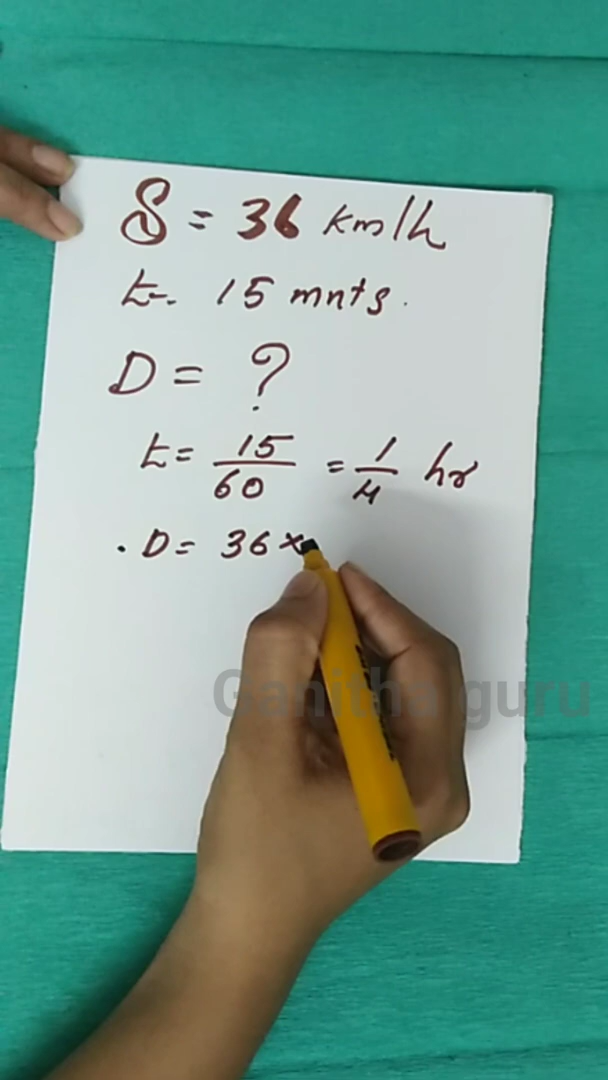 S = 36 km/h
t = 15 mnts.
D = ?
t = 15/60 = 1/4 hr
. D = 36 ×
Ganitha guru